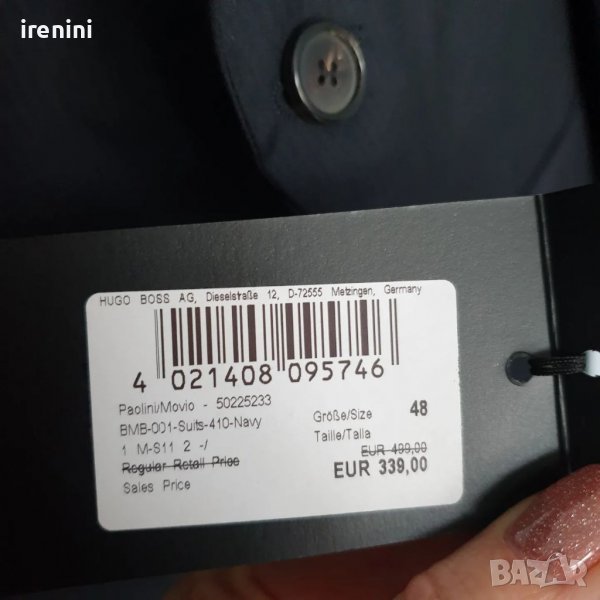 irenini
HUGO BOSS AG, Dieselstraße 12, D-72555 Metzingen, Germany
4 021408 095746
Paolini/Movio - 50225233
BMB-001-Suits-410-Navy
1 M-S11 2 -/
Regular Retail Price
Sales Price
Größe/Size 48
Taille/Talla
EUR 499,00
EUR 339,00
BAZAR